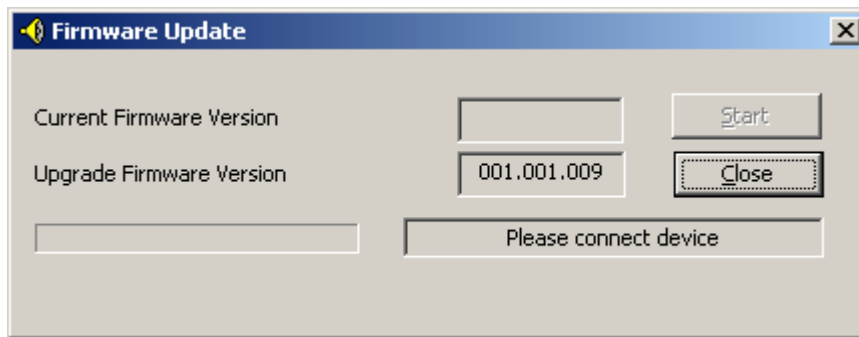 Firmware Update
Current Firmware Version
Start
Upgrade Firmware Version
001.001.009
Close
Please connect device